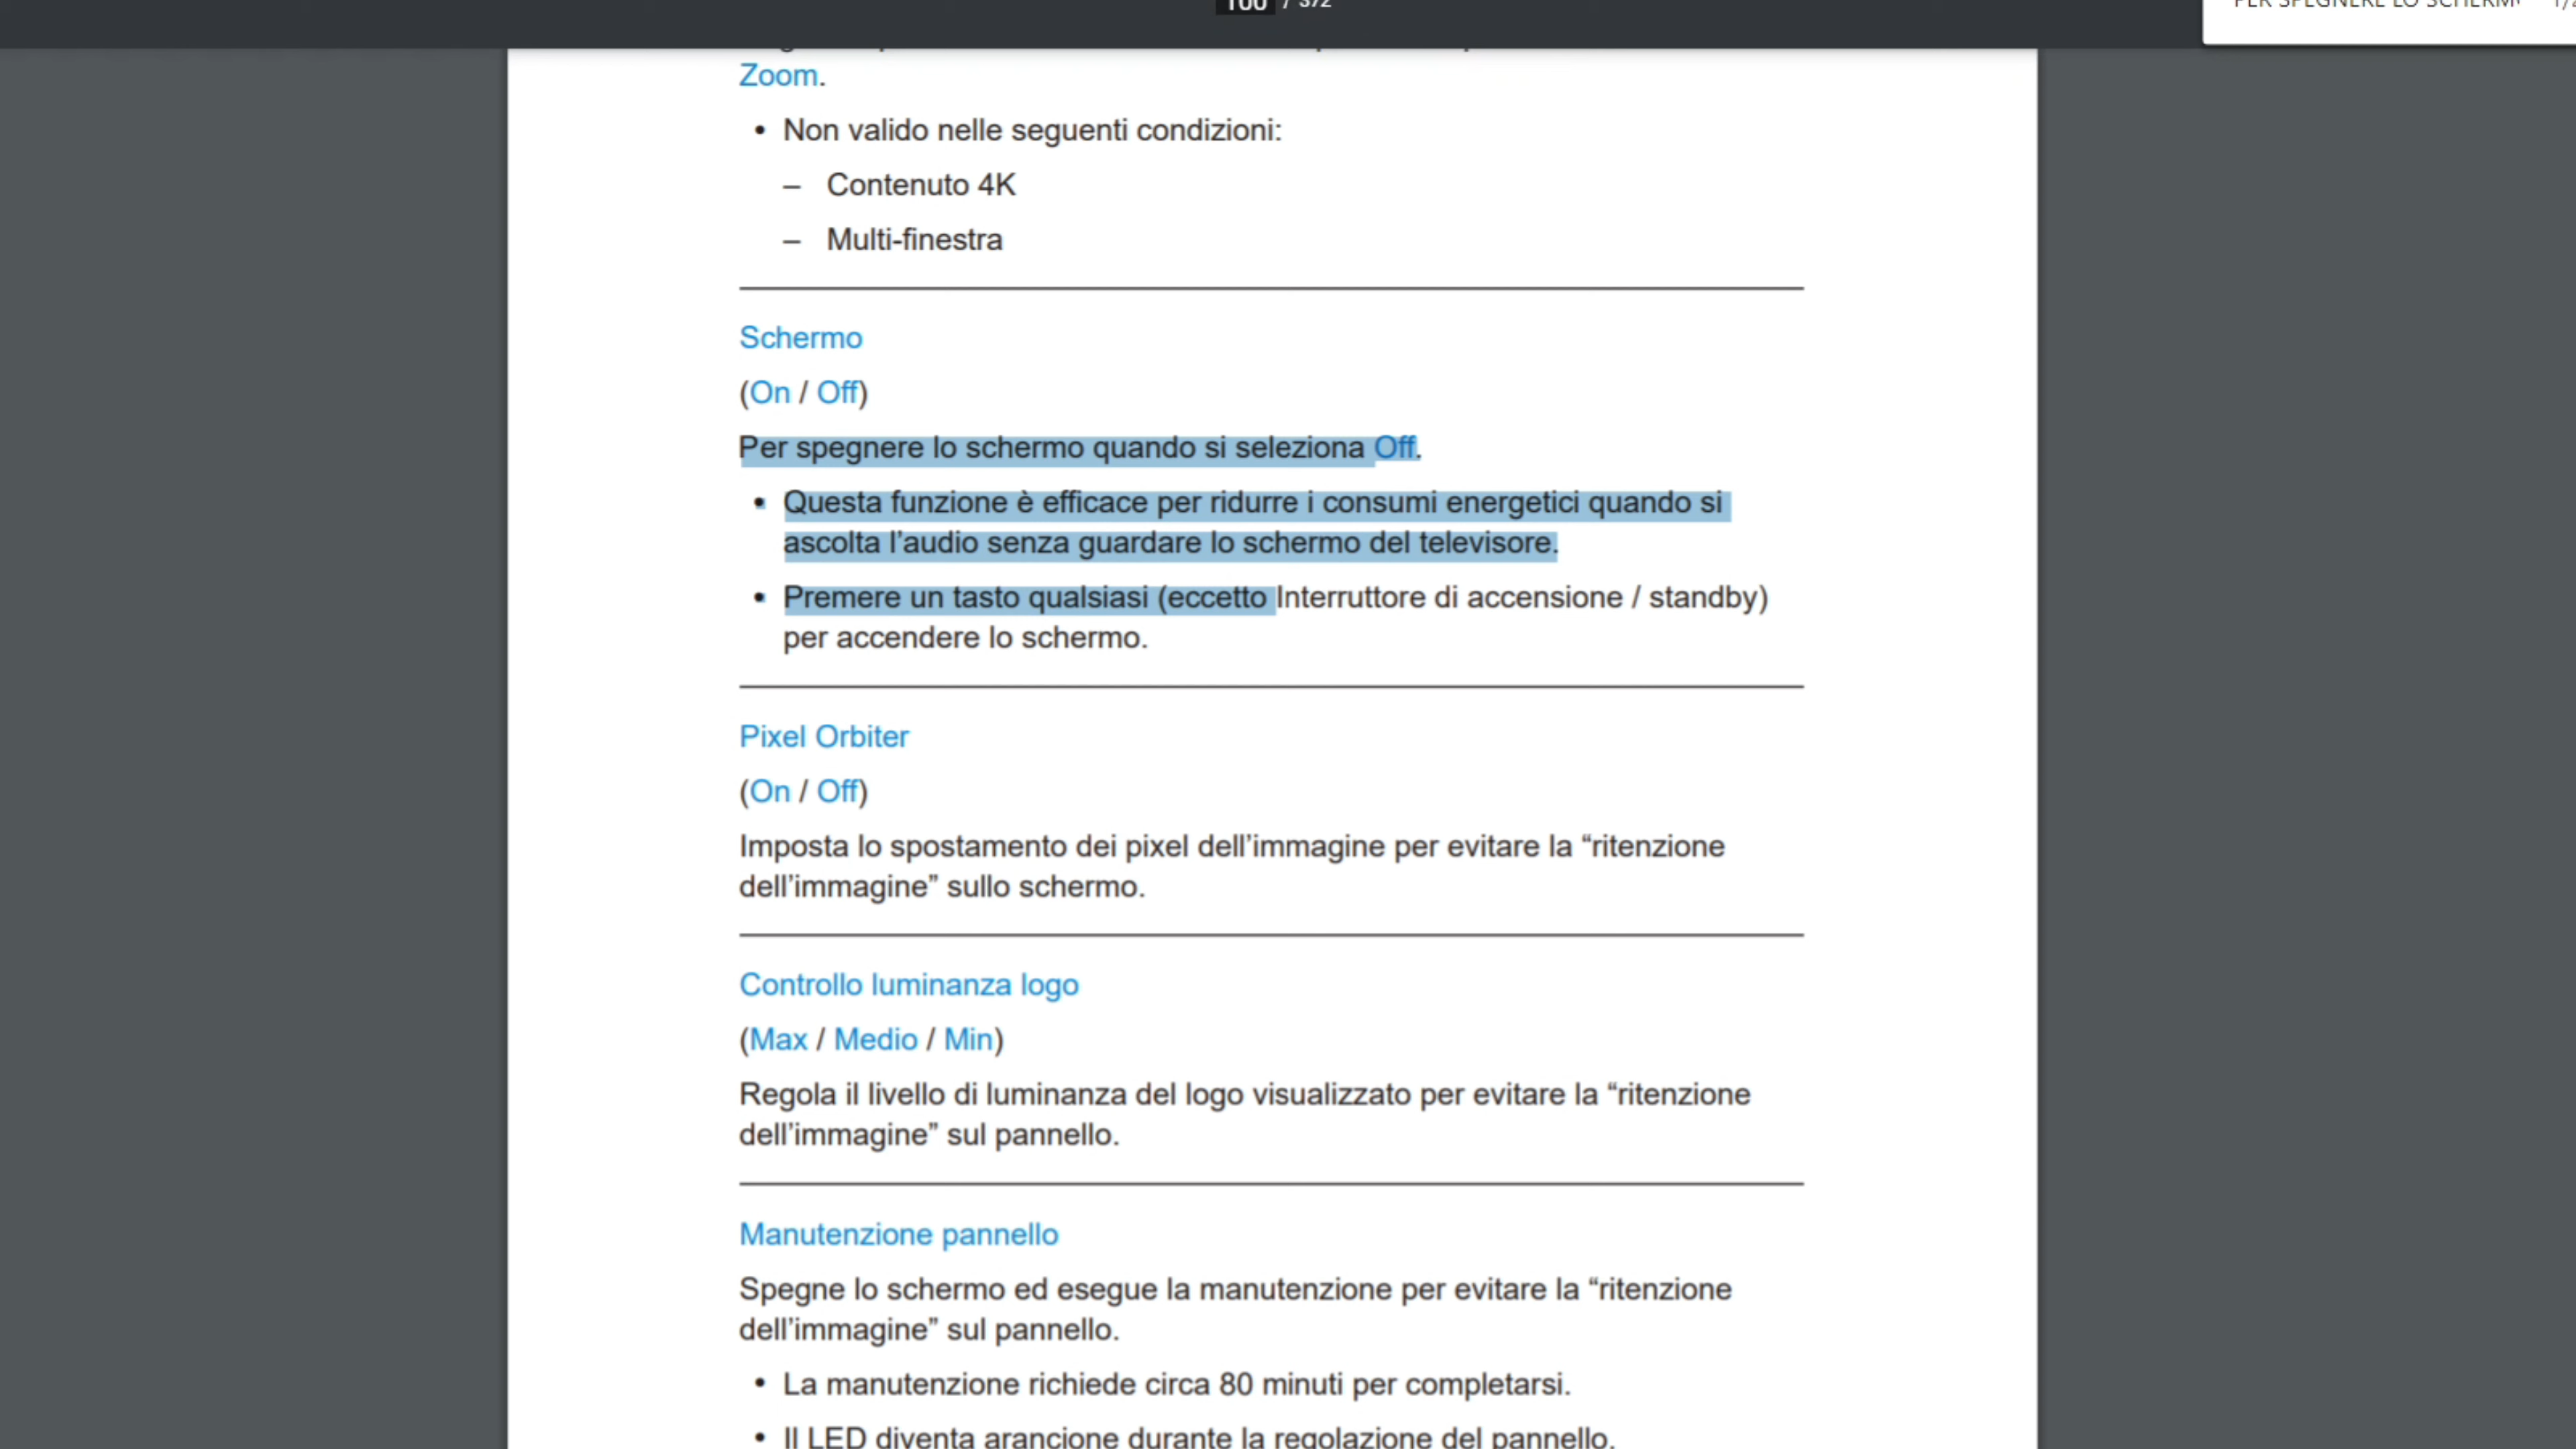 100 / 372
PER SPEGNERE LO SCHERM
Zoom.
• Non valido nelle seguenti condizioni:
– Contenuto 4K
– Multi-finestra
Schermo
(On / Off)
Per spegnere lo schermo quando si seleziona Off.
• Questa funzione è efficace per ridurre i consumi energetici quando si
ascolta l’audio senza guardare lo schermo del televisore.
• Premere un tasto qualsiasi (eccetto Interruttore di accensione / standby)
per accendere lo schermo.
Pixel Orbiter
(On / Off)
Imposta lo spostamento dei pixel dell’immagine per evitare la “ritenzione
dell’immagine” sullo schermo.
Controllo luminanza logo
(Max / Medio / Min)
Regola il livello di luminanza del logo visualizzato per evitare la “ritenzione
dell’immagine” sul pannello.
Manutenzione pannello
Spegne lo schermo ed esegue la manutenzione per evitare la “ritenzione
dell’immagine” sul pannello.
• La manutenzione richiede circa 80 minuti per completarsi.
• Il LED diventa arancione durante la regolazione del pannello.